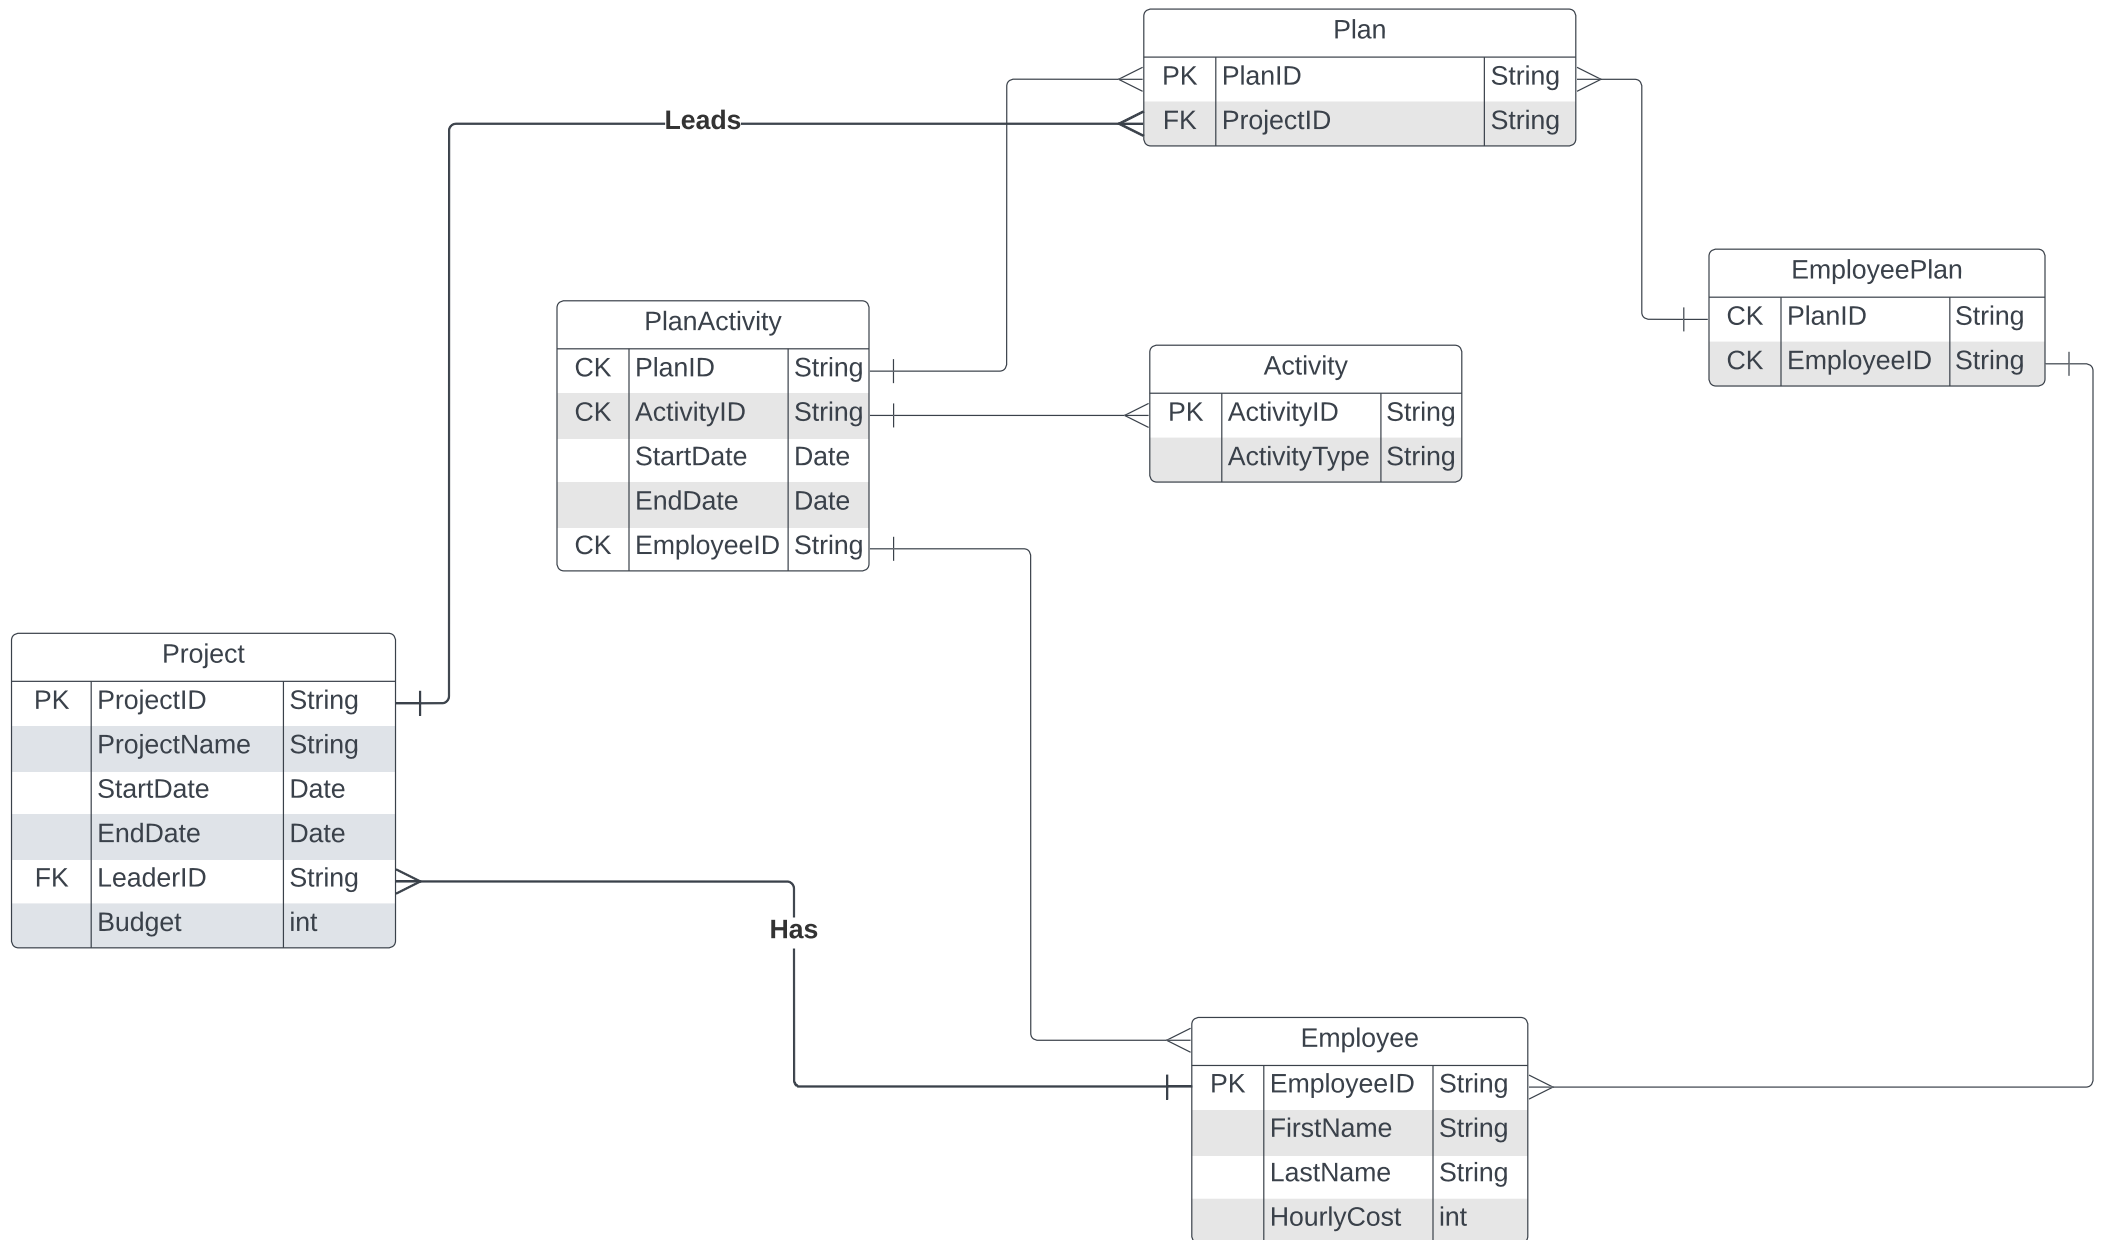 Plan
PK PlanID String
FK ProjectID String
Leads
EmployeePlan
CK PlanID String
CK EmployeeID String
PlanActivity
CK PlanID String
CK ActivityID String
StartDate Date
EndDate Date
CK EmployeeID String
Activity
PK ActivityID String
ActivityType String
Project
PK ProjectID String
ProjectName String
StartDate Date
EndDate Date
FK LeaderID String
Budget int
Has
Employee
PK EmployeeID String
FirstName String
LastName String
HourlyCost int